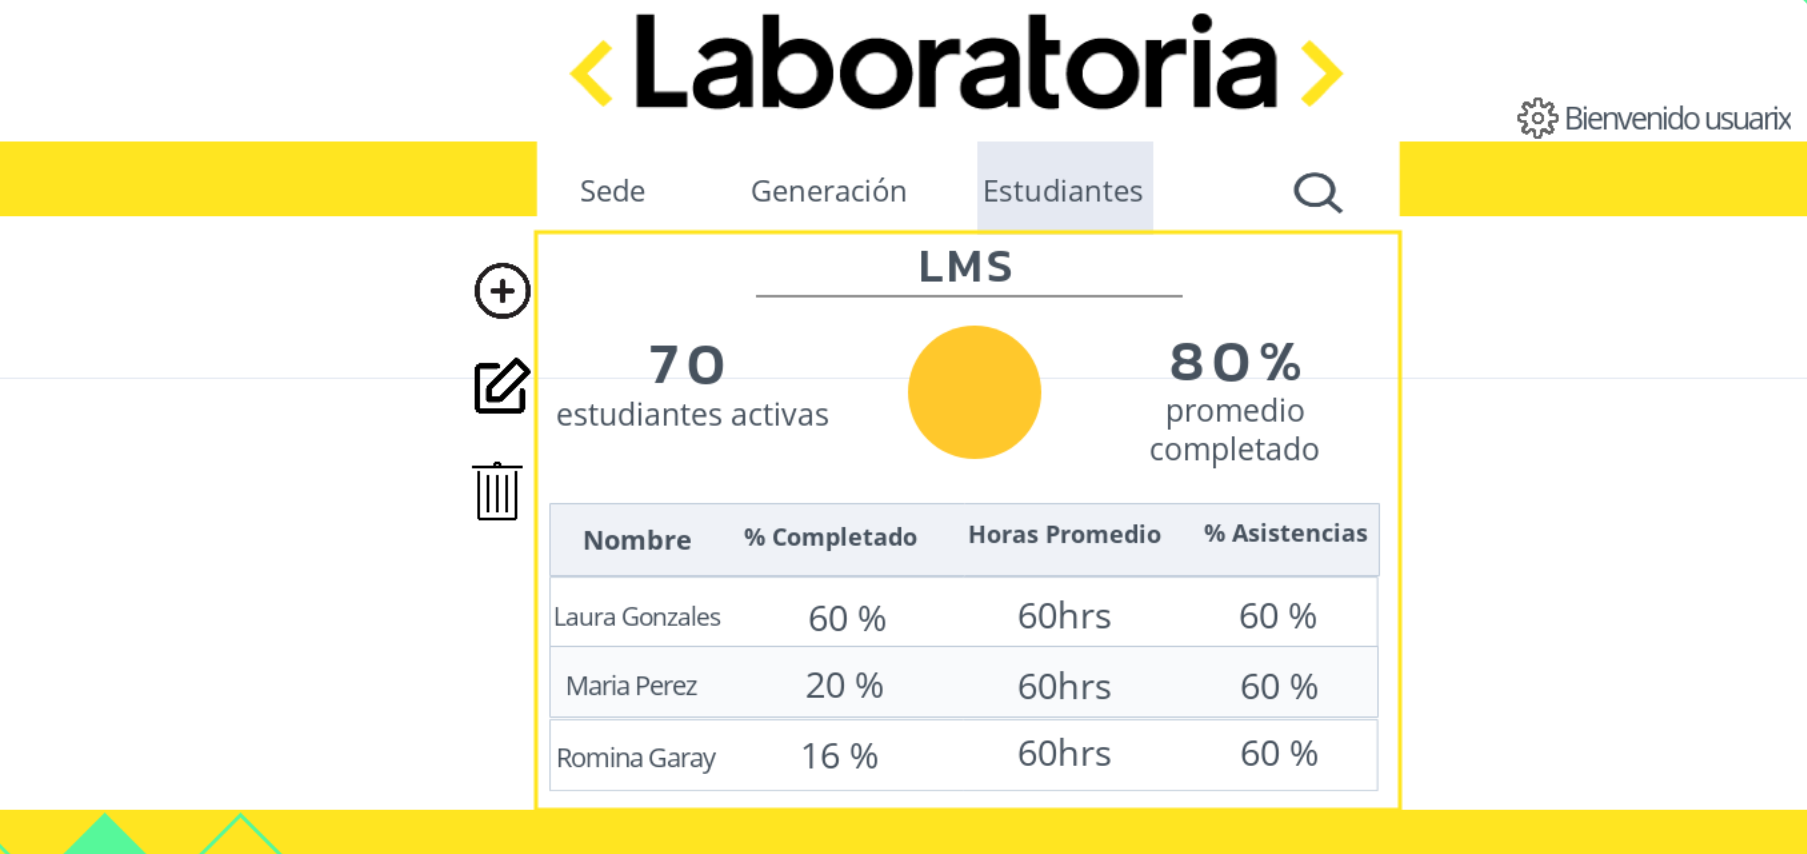 <Laboratoria>
Bienvenido usuarix
Sede Generación Estudiantes
LMS
70
estudiantes activas
80%
promedio
completado
Nombre % Completado Horas Promedio % Asistencias
Laura Gonzales 60 % 60hrs 60 %
Maria Perez 20 % 60hrs 60 %
Romina Garay 16 % 60hrs 60 %